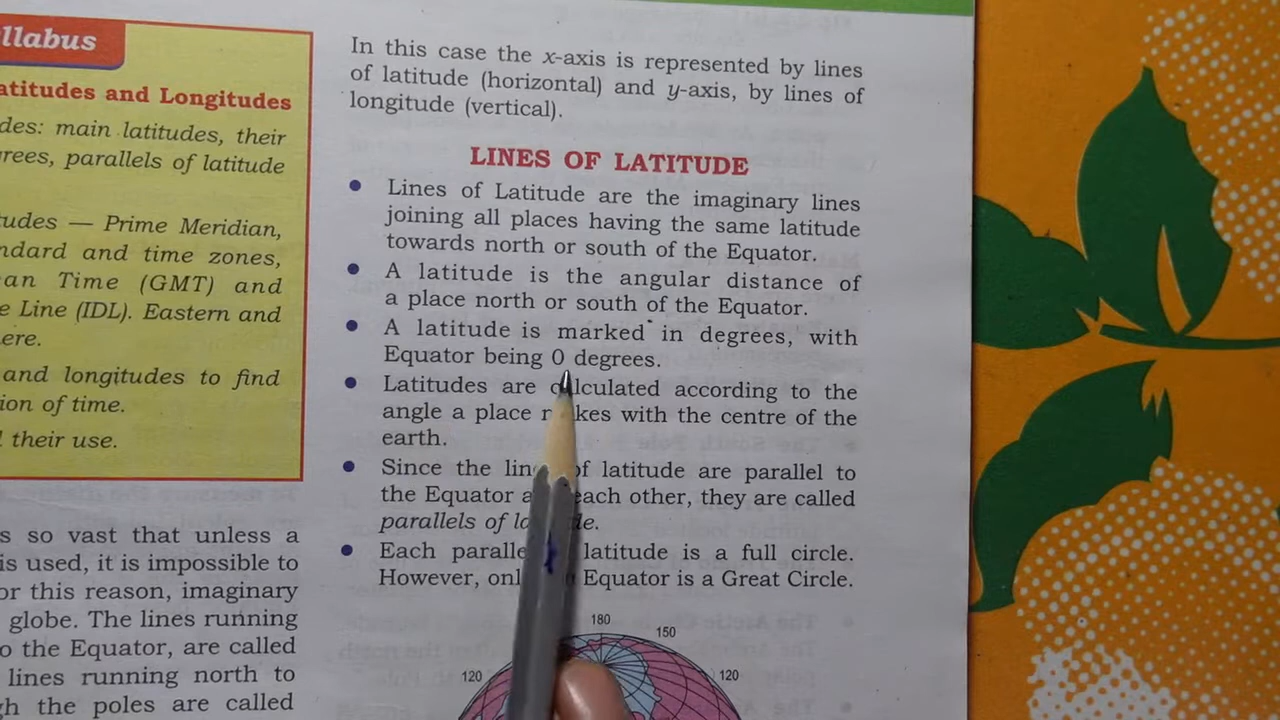 llabus
atitudes and Longitudes
des: main latitudes, their
rees, parallels of latitude
tudes — Prime Meridian,
ndard and time zones,
an Time (GMT) and
e Line (IDL). Eastern and
ere.
and longitudes to find
ion of time.
their use.
s so vast that unless a
is used, it is impossible to
or this reason, imaginary
globe. The lines running
o the Equator, are called
lines running north to
gh the poles are called
In this case the x-axis is represented by lines
of latitude (horizontal) and y-axis, by lines of
longitude (vertical).
LINES OF LATITUDE
• Lines of Latitude are the imaginary lines
joining all places having the same latitude
towards north or south of the Equator.
• A latitude is the angular distance of
a place north or south of the Equator.
• A latitude is marked in degrees, with
Equator being 0 degrees.
• Latitudes are calculated according to the
angle a place makes with the centre of the
earth.
• Since the lines of latitude are parallel to
the Equator a each other, they are called
parallels of la de.
• Each paralle latitude is a full circle.
However, onl Equator is a Great Circle.
180
150
120
120